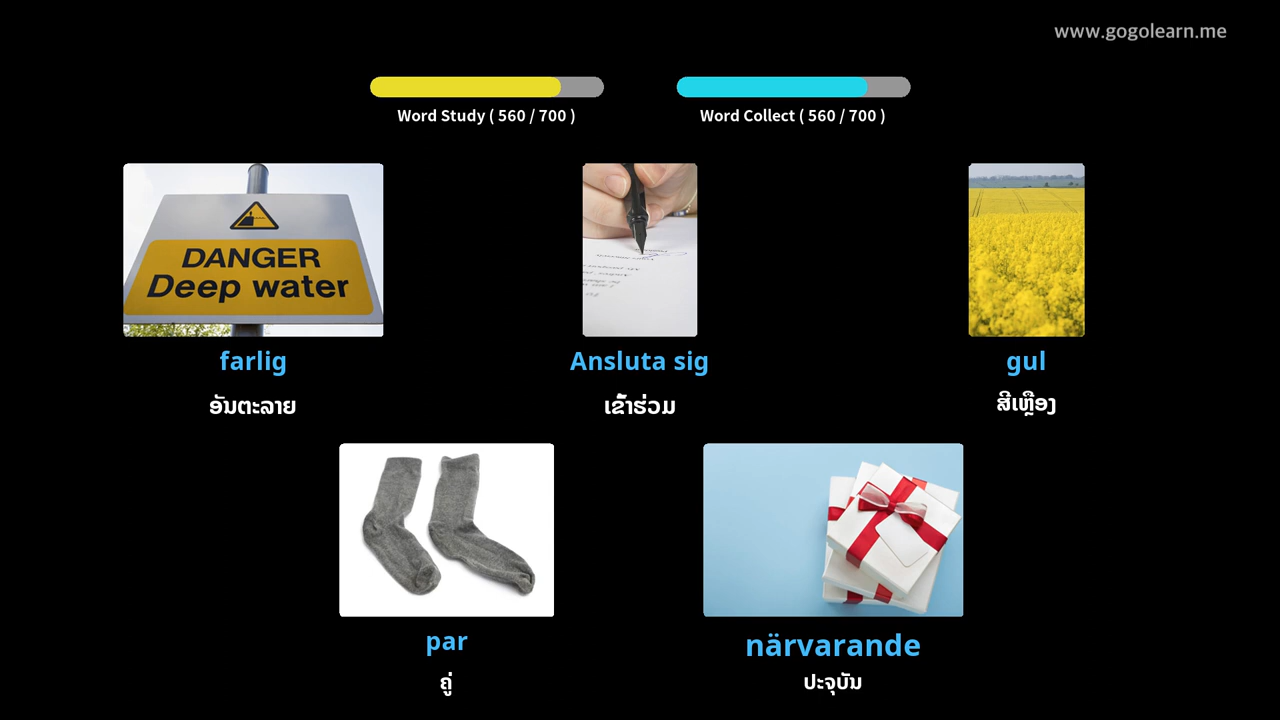 www.gogolearn.me
Word Study ( 560 / 700 )
Word Collect ( 560 / 700 )
DANGER
Deep water
farlig
Ansluta sig
gul
ອັນຕະລາຍ
ເຂົ້າຮ່ວມ
ສີເຫຼືອງ
par
närvarande
ຄູ່
ປະຈຸບັນ